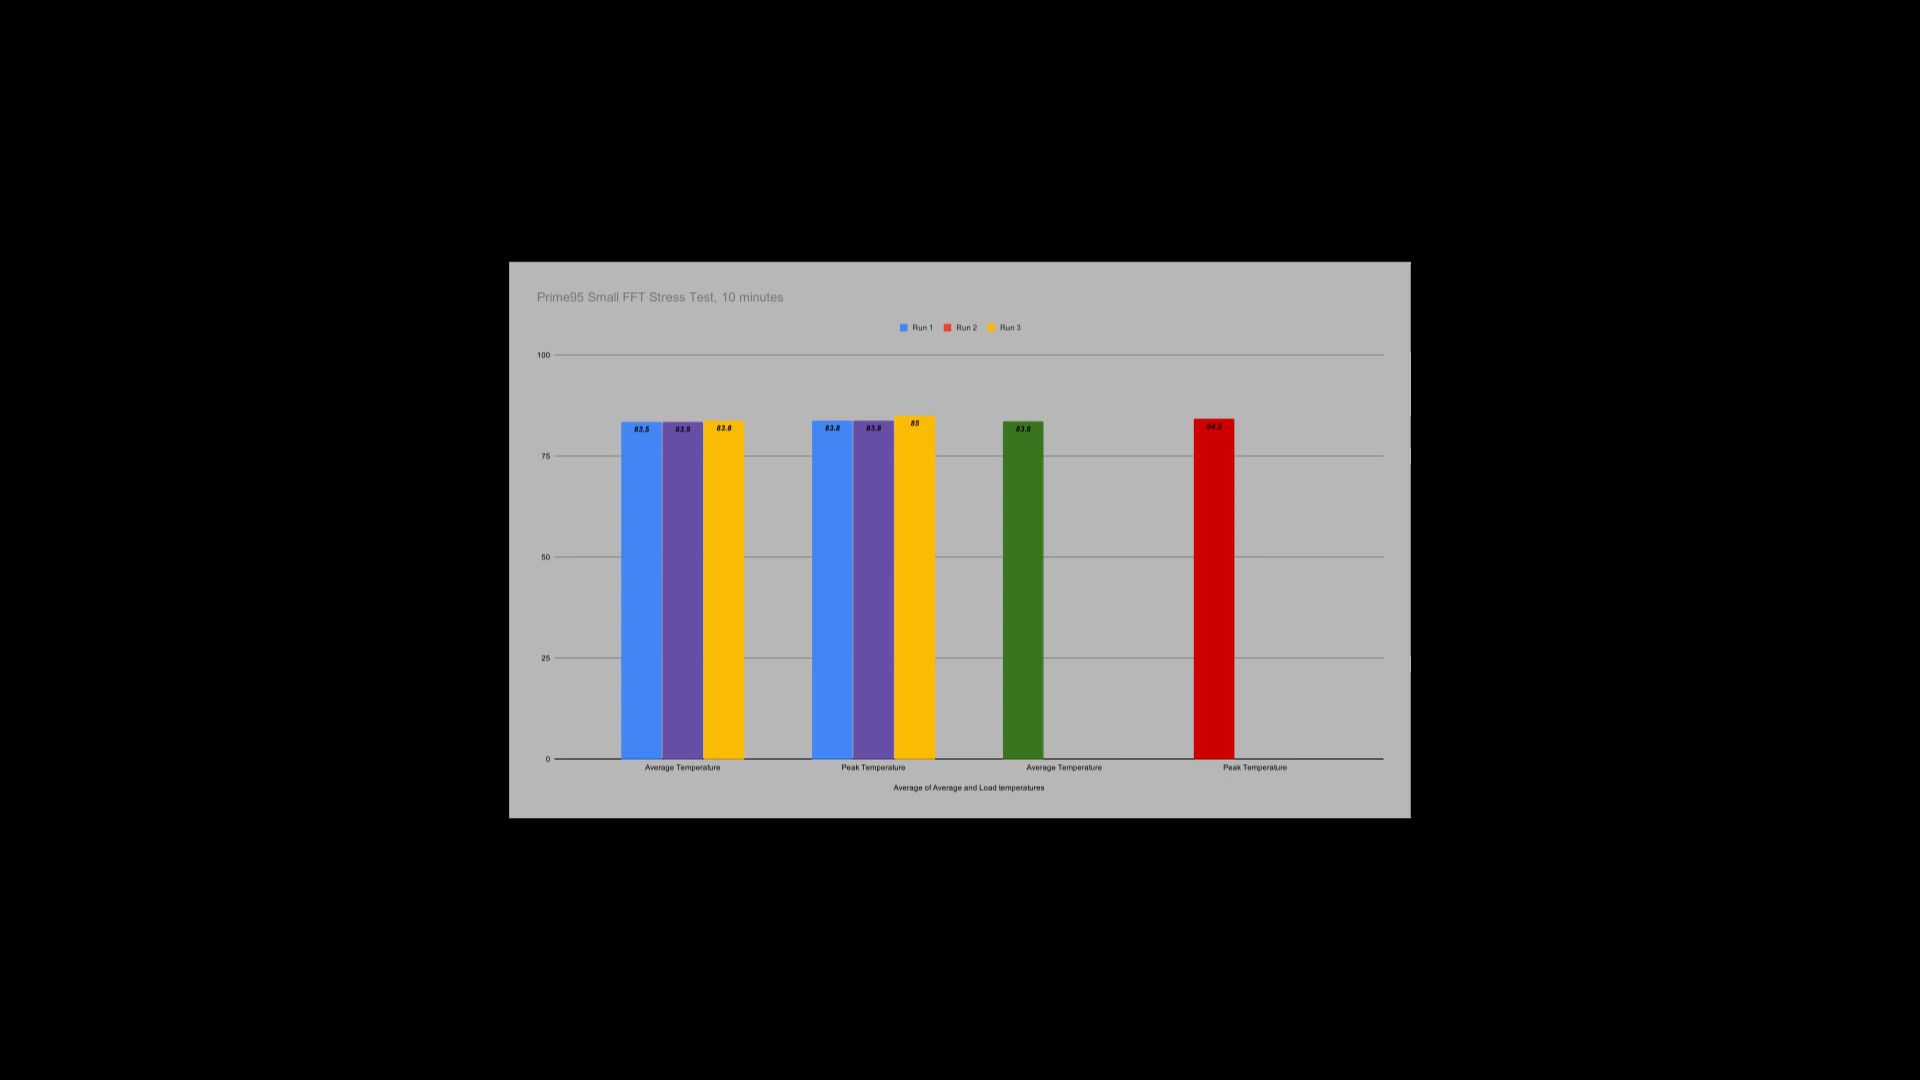 Prime95 Small FFT Stress Test, 10 minutes
Run 1 Run 2 Run 3
100
75
50
25
0
83.5 83.5 83.8 83.8 83.8 85 83.6 84.2
Average Temperature Peak Temperature Average Temperature Peak Temperature
Average of Average and Load temperatures